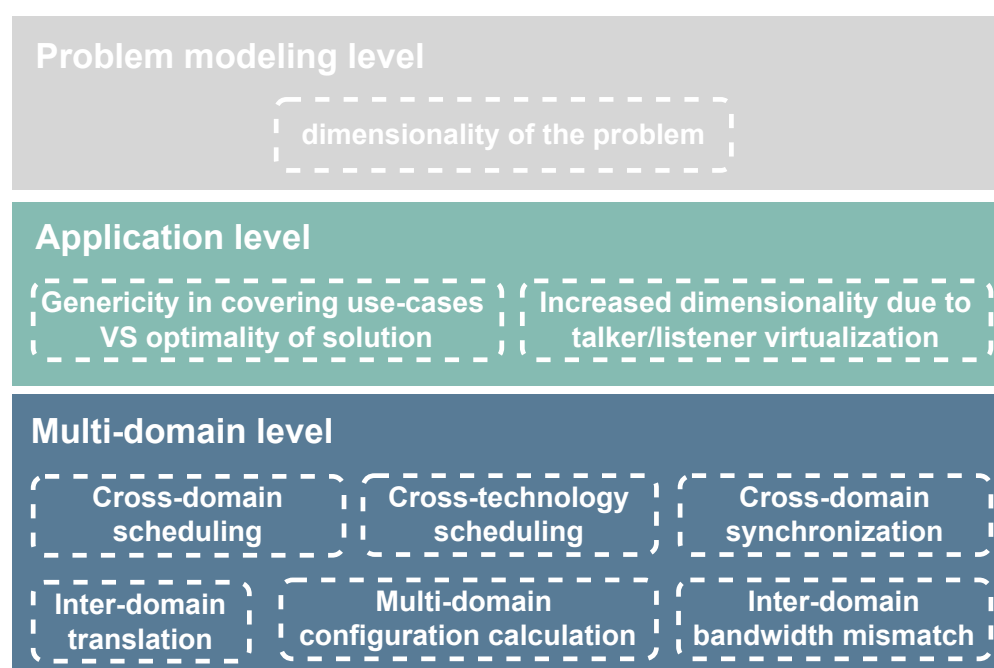 Problem modeling level
dimensionality of the problem
Application level
Genericity in covering use-cases
VS optimality of solution
Increased dimensionality due to
talker/listener virtualization
Multi-domain level
Cross-domain
scheduling
Cross-technology
scheduling
Cross-domain
synchronization
Inter-domain
translation
Multi-domain
configuration calculation
Inter-domain
bandwidth mismatch